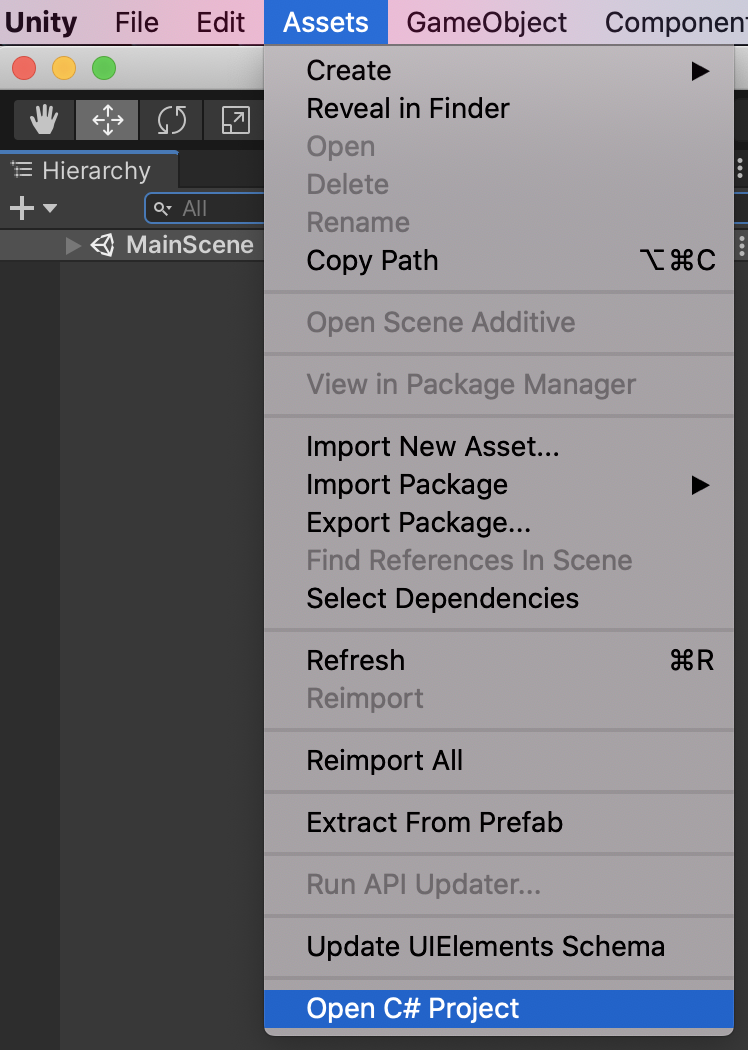 Unity File Edit Assets GameObject Component
Hierarchy
All
MainScene
Create
Reveal in Finder
Open
Delete
Rename
Copy Path ⌥⌘C
Open Scene Additive
View in Package Manager
Import New Asset...
Import Package
Export Package...
Find References In Scene
Select Dependencies
Refresh ⌘R
Reimport
Reimport All
Extract From Prefab
Run API Updater...
Update UIElements Schema
Open C# Project